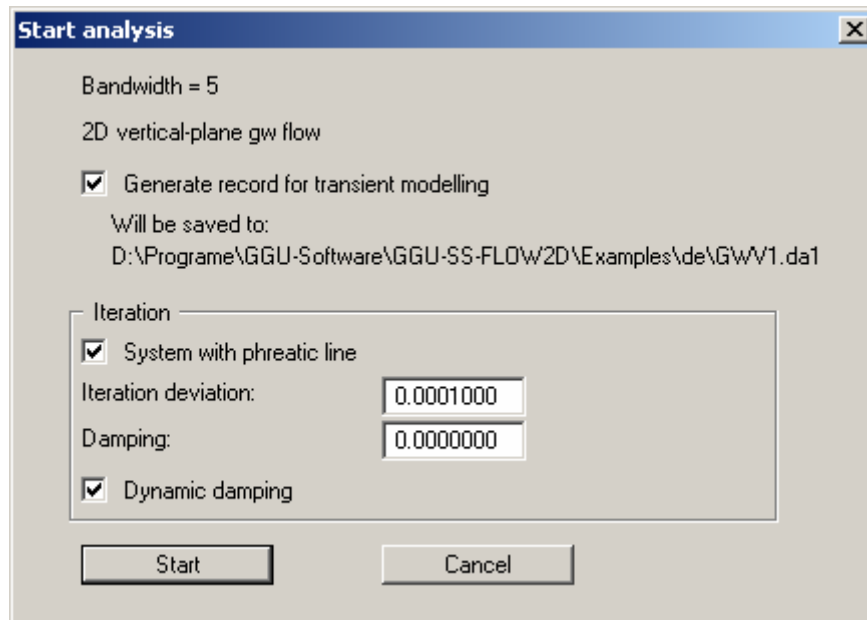 Start analysis
Bandwidth = 5
2D vertical-plane gw flow
Generate record for transient modelling
Will be saved to:
D:\Programe\GGU-Software\GGU-SS-FLOW2D\Examples\de\GWV1.da1
Iteration
System with phreatic line
Iteration deviation: 0.0001000
Damping: 0.0000000
Dynamic damping
Start Cancel